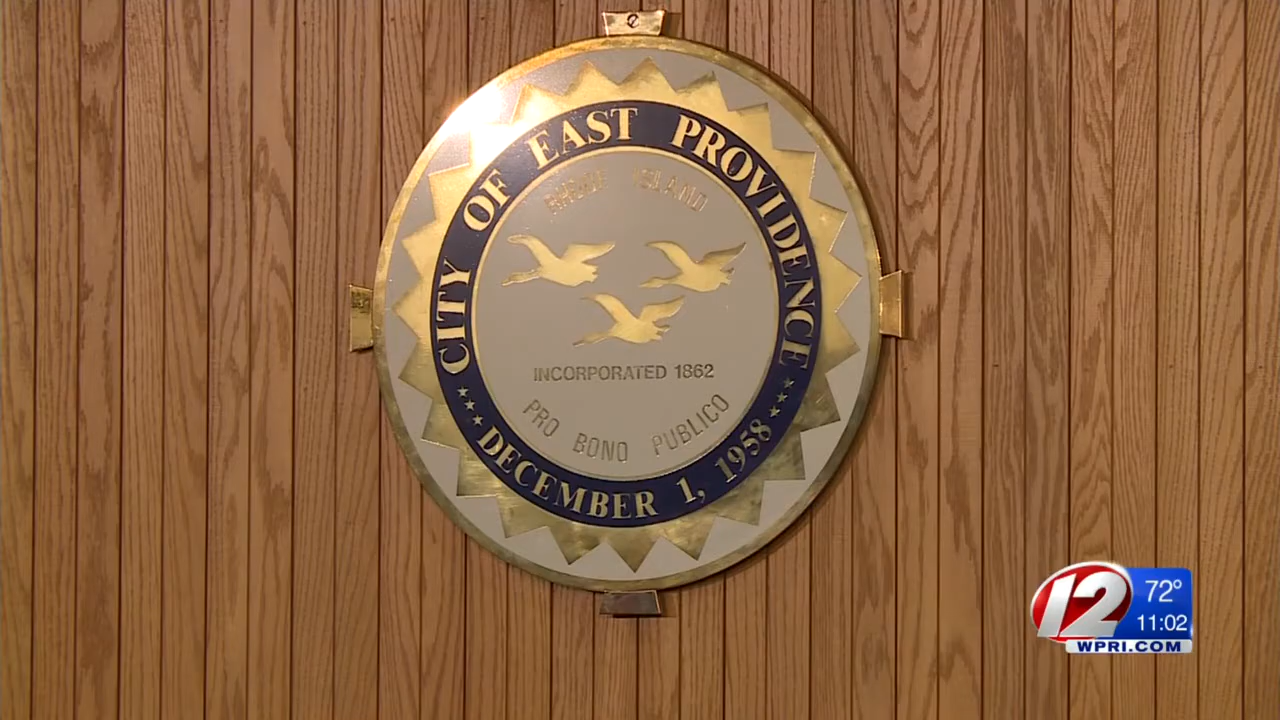 CITY OF EAST PROVIDENCE
RHODE ISLAND
INCORPORATED 1862
PRO BONO PUBLICO
DECEMBER 1, 1958
12
72°
11:02
WPRI.COM